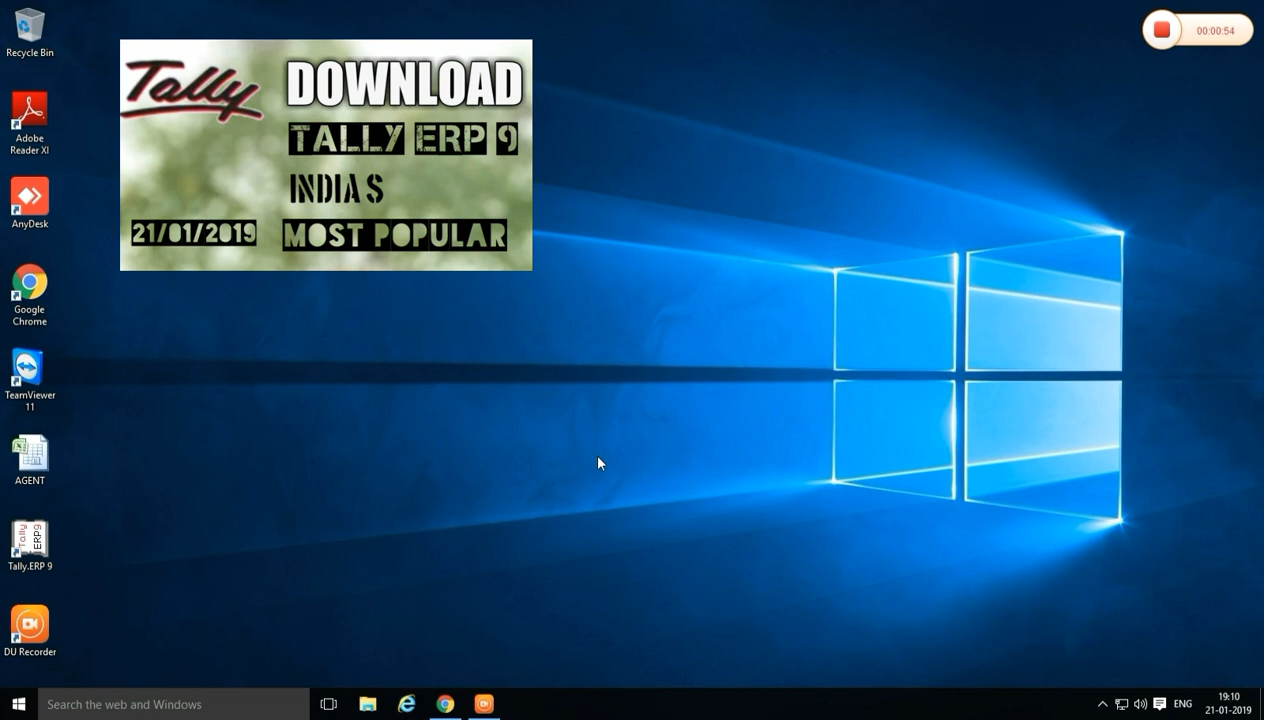 Recycle Bin
Adobe
Reader XI
AnyDesk
Google
Chrome
TeamViewer
11
AGENT
Tally
ERP9
Tally.ERP 9
DU Recorder
Tally
DOWNLOAD
TALLY ERP 9
INDIA S
21/01/2019
MOST POPULAR
00:00:54
Search the web and Windows
ENG
19:10
21-01-2019